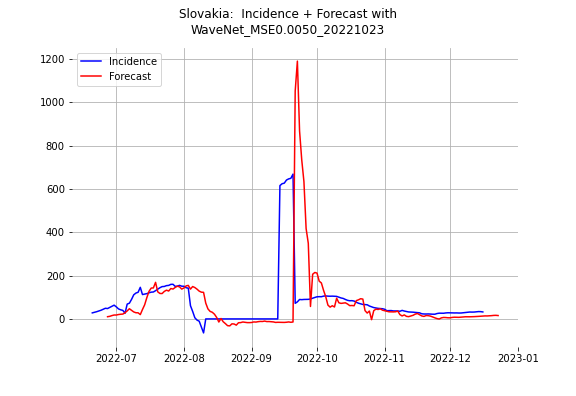 Slovakia:  Incidence + Forecast with
WaveNet_MSE0.0050_20221023
Incidence
Forecast
1200
1000
800
600
400
200
0
2022-07 2022-08 2022-09 2022-10 2022-11 2022-12 2023-01